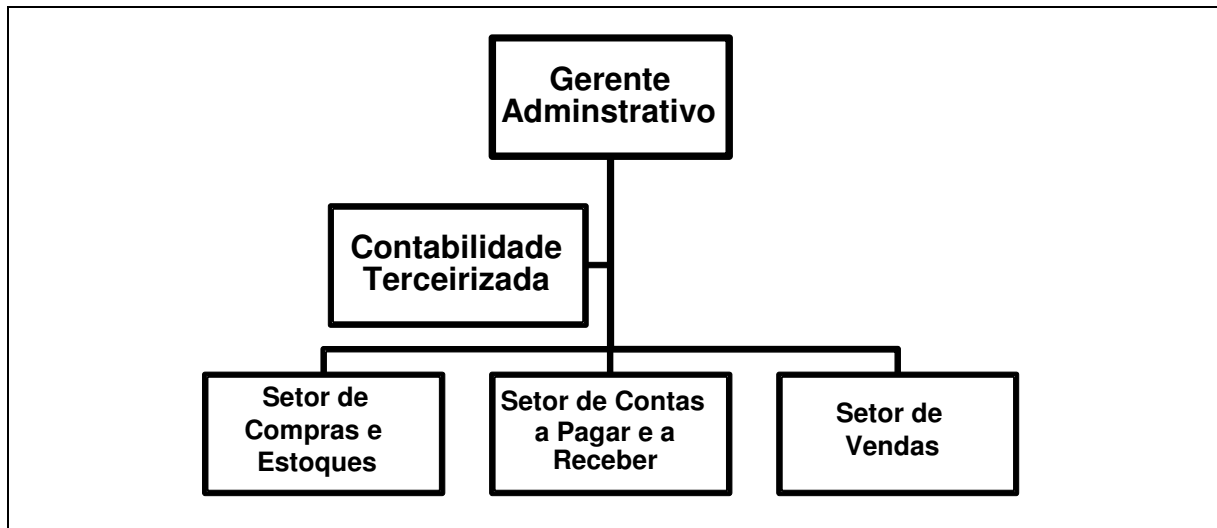 Gerente
Adminstrativo
Contabilidade
Terceirizada
Setor de
Compras e
Estoques
Setor de Contas
a Pagar e a
Receber
Setor de
Vendas